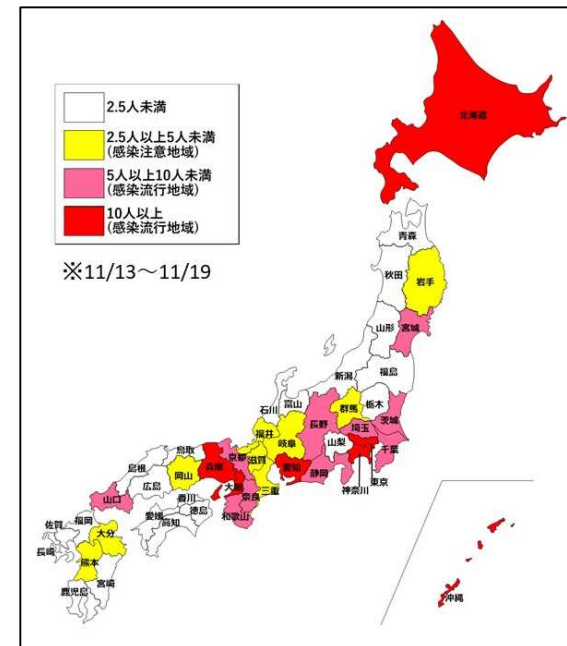 2.5人未満
2.5人以上5人未満
(感染注意地域)
5人以上10人未満
(感染流行地域)
10人以上
(感染流行地域)
※11/13～11/19
北海道
青森
秋田
岩手
山形
宮城
新潟
福島
石川
富山
群馬
栃木
福井
岐阜
長野
埼玉
茨城
鳥取
京都
滋賀
山梨
千葉
島根
岡山
兵庫
愛知
静岡
東京
広島
大阪
三重
神奈川
山口
香川
奈良
徳島
和歌山
佐賀
福岡
愛媛
高知
大分
長崎
熊本
宮崎
鹿児島
沖縄